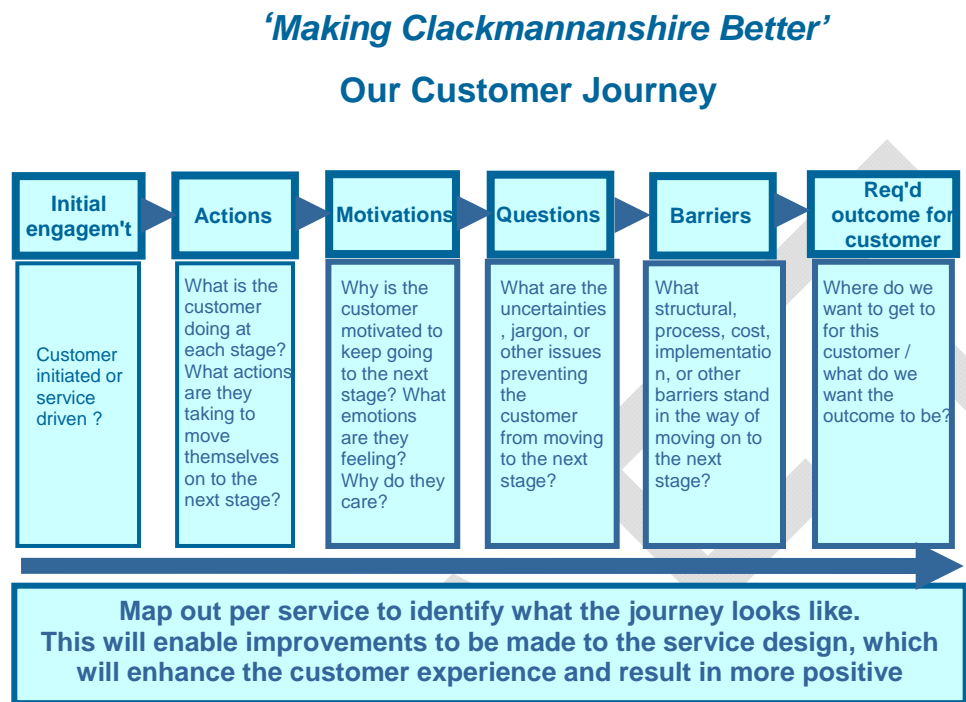 ‘Making Clackmannanshire Better’
Our Customer Journey
Initial
engagem't
Actions
Motivations
Questions
Barriers
Req'd
outcome for
customer
Customer
initiated or
service
driven ?
What is the
customer
doing at
each stage?
What actions
are they
taking to
move
themselves
on to the
next stage?
Why is the
customer
motivated to
keep going
to the next
stage? What
emotions
are they
feeling?
Why do they
care?
What are the
uncertainties
, jargon, or
other issues
preventing
the
customer
from moving
to the next
stage?
What
structural,
process, cost,
implementatio
n, or other
barriers stand
in the way of
moving on to
the next
stage?
Where do we
want to get to
for this
customer /
what do we
want the
outcome to be?
Map out per service to identify what the journey looks like.
This will enable improvements to be made to the service design, which
will enhance the customer experience and result in more positive